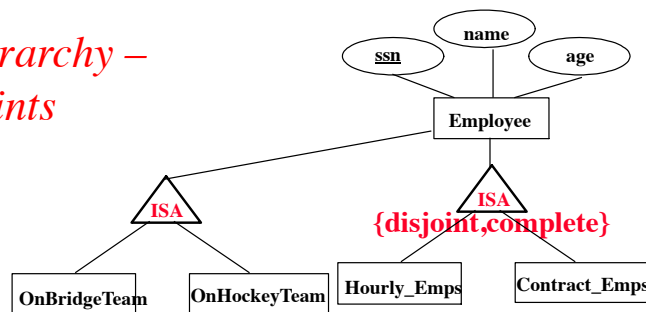 rarchy –
ints
name
ssn
age
Employee
ISA
ISA
{disjoint,complete}
OnBridgeTeam
OnHockeyTeam
Hourly_Emps
Contract_Emps